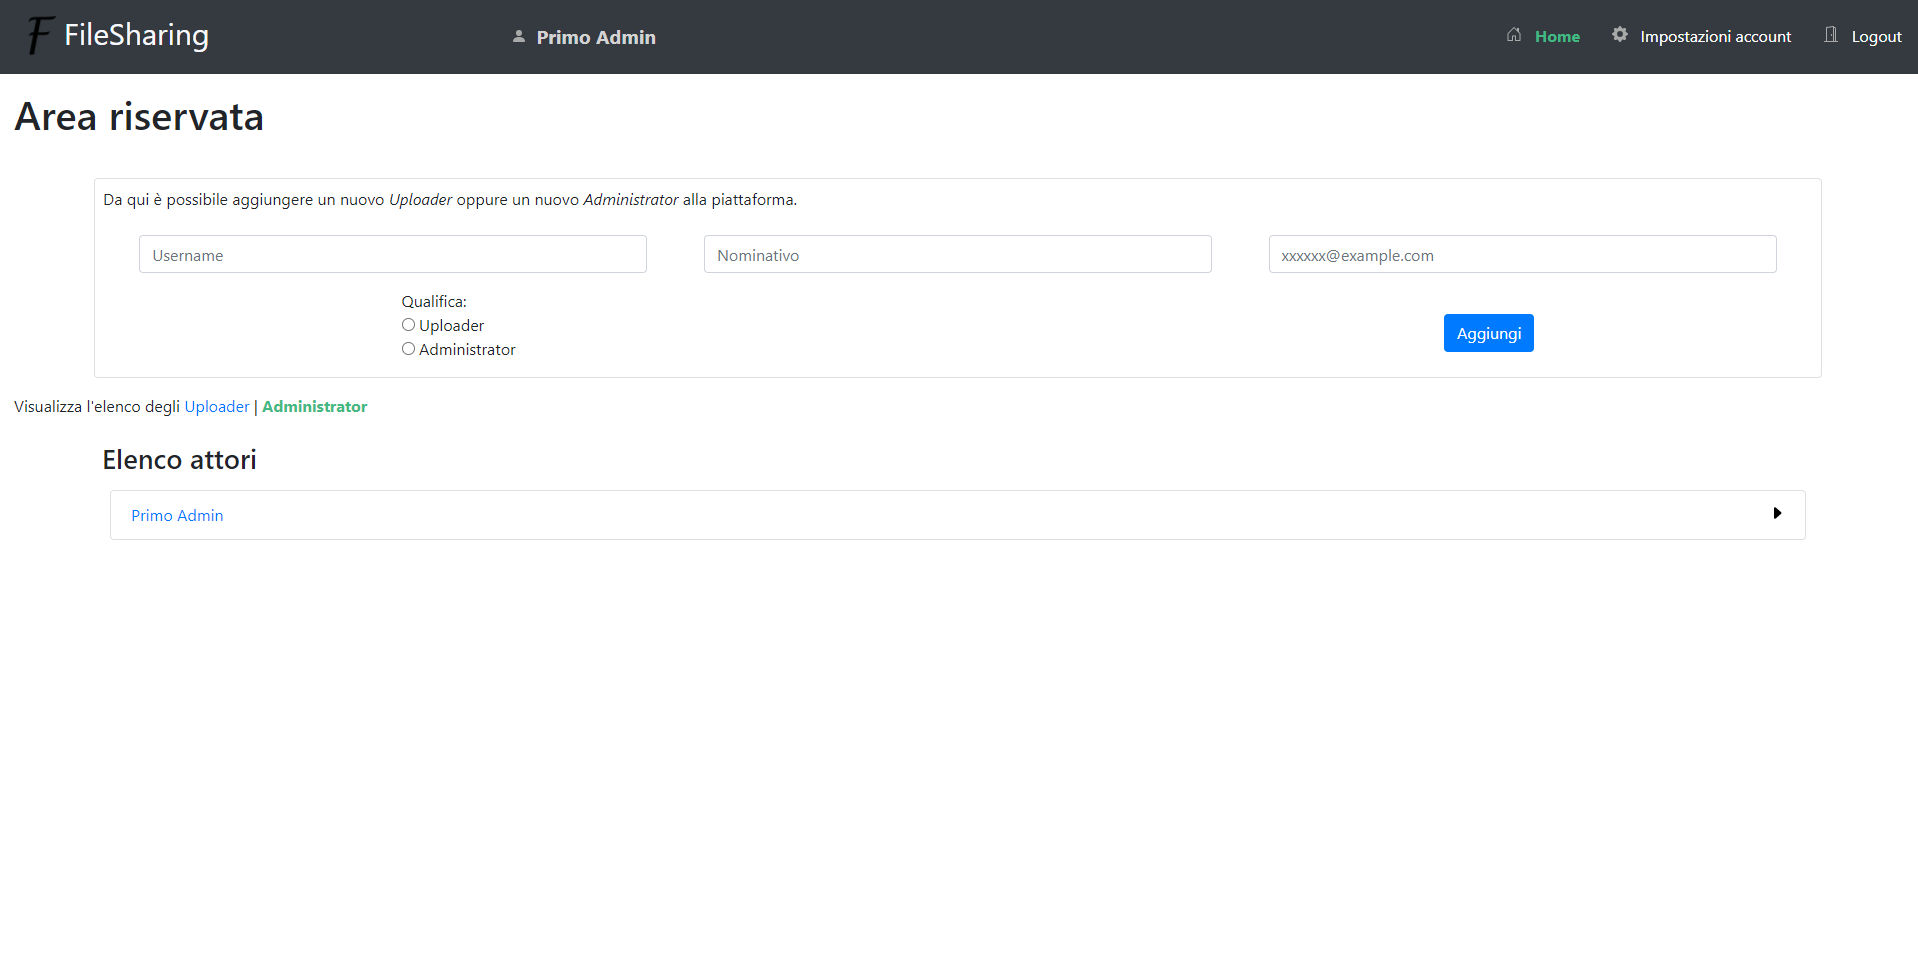 F FileSharing
Primo Admin
Home
Impostazioni account
Logout
Area riservata
Da qui è possibile aggiungere un nuovo Uploader oppure un nuovo Administrator alla piattaforma.
Username
Nominativo
xxxxxx@example.com
Qualifica:
Uploader
Administrator
Aggiungi
Visualizza l'elenco degli Uploader | Administrator
Elenco attori
Primo Admin